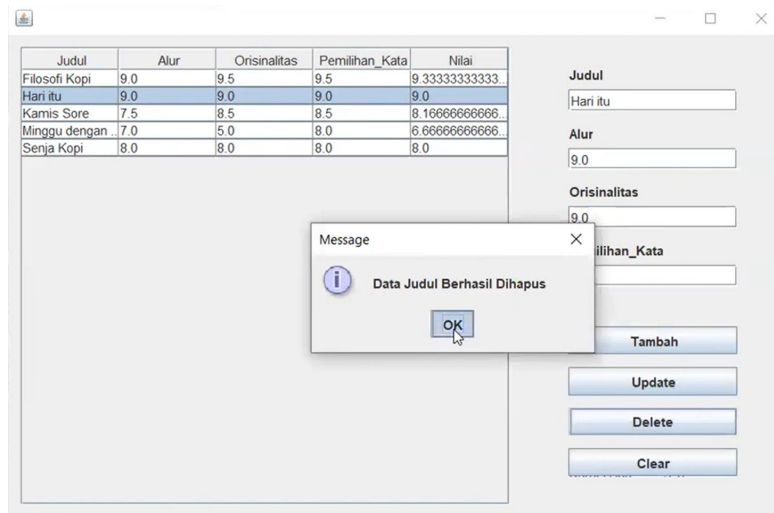 Judul Alur Orisinalitas Pemilihan_Kata Nilai
Filosofi Kopi 9.0 9.5 9.5 9.33333333333...
Hari itu 9.0 9.0 9.0 9.0
Kamis Sore 7.5 8.5 8.5 8.16666666666...
Minggu dengan ... 7.0 5.0 8.0 6.66666666666...
Senja Kopi 8.0 8.0 8.0 8.0
Judul
Hari itu
Alur
9.0
Orisinalitas
9.0
ilihan_Kata
Message
Data Judul Berhasil Dihapus
OK
Tambah
Update
Delete
Clear